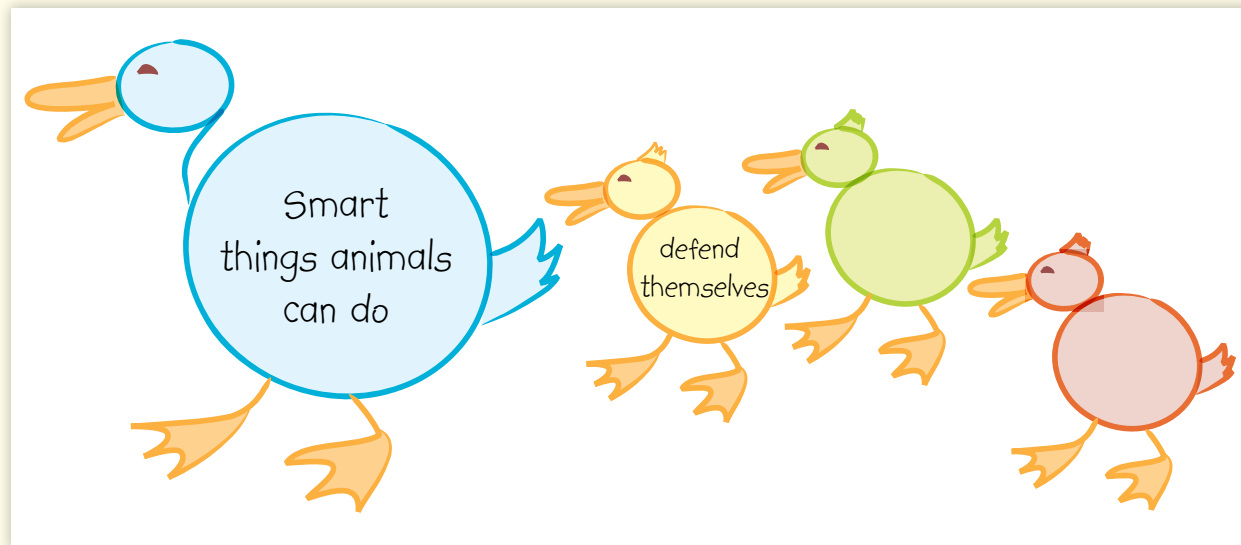 Smart
things animals
can do
defend
themselves